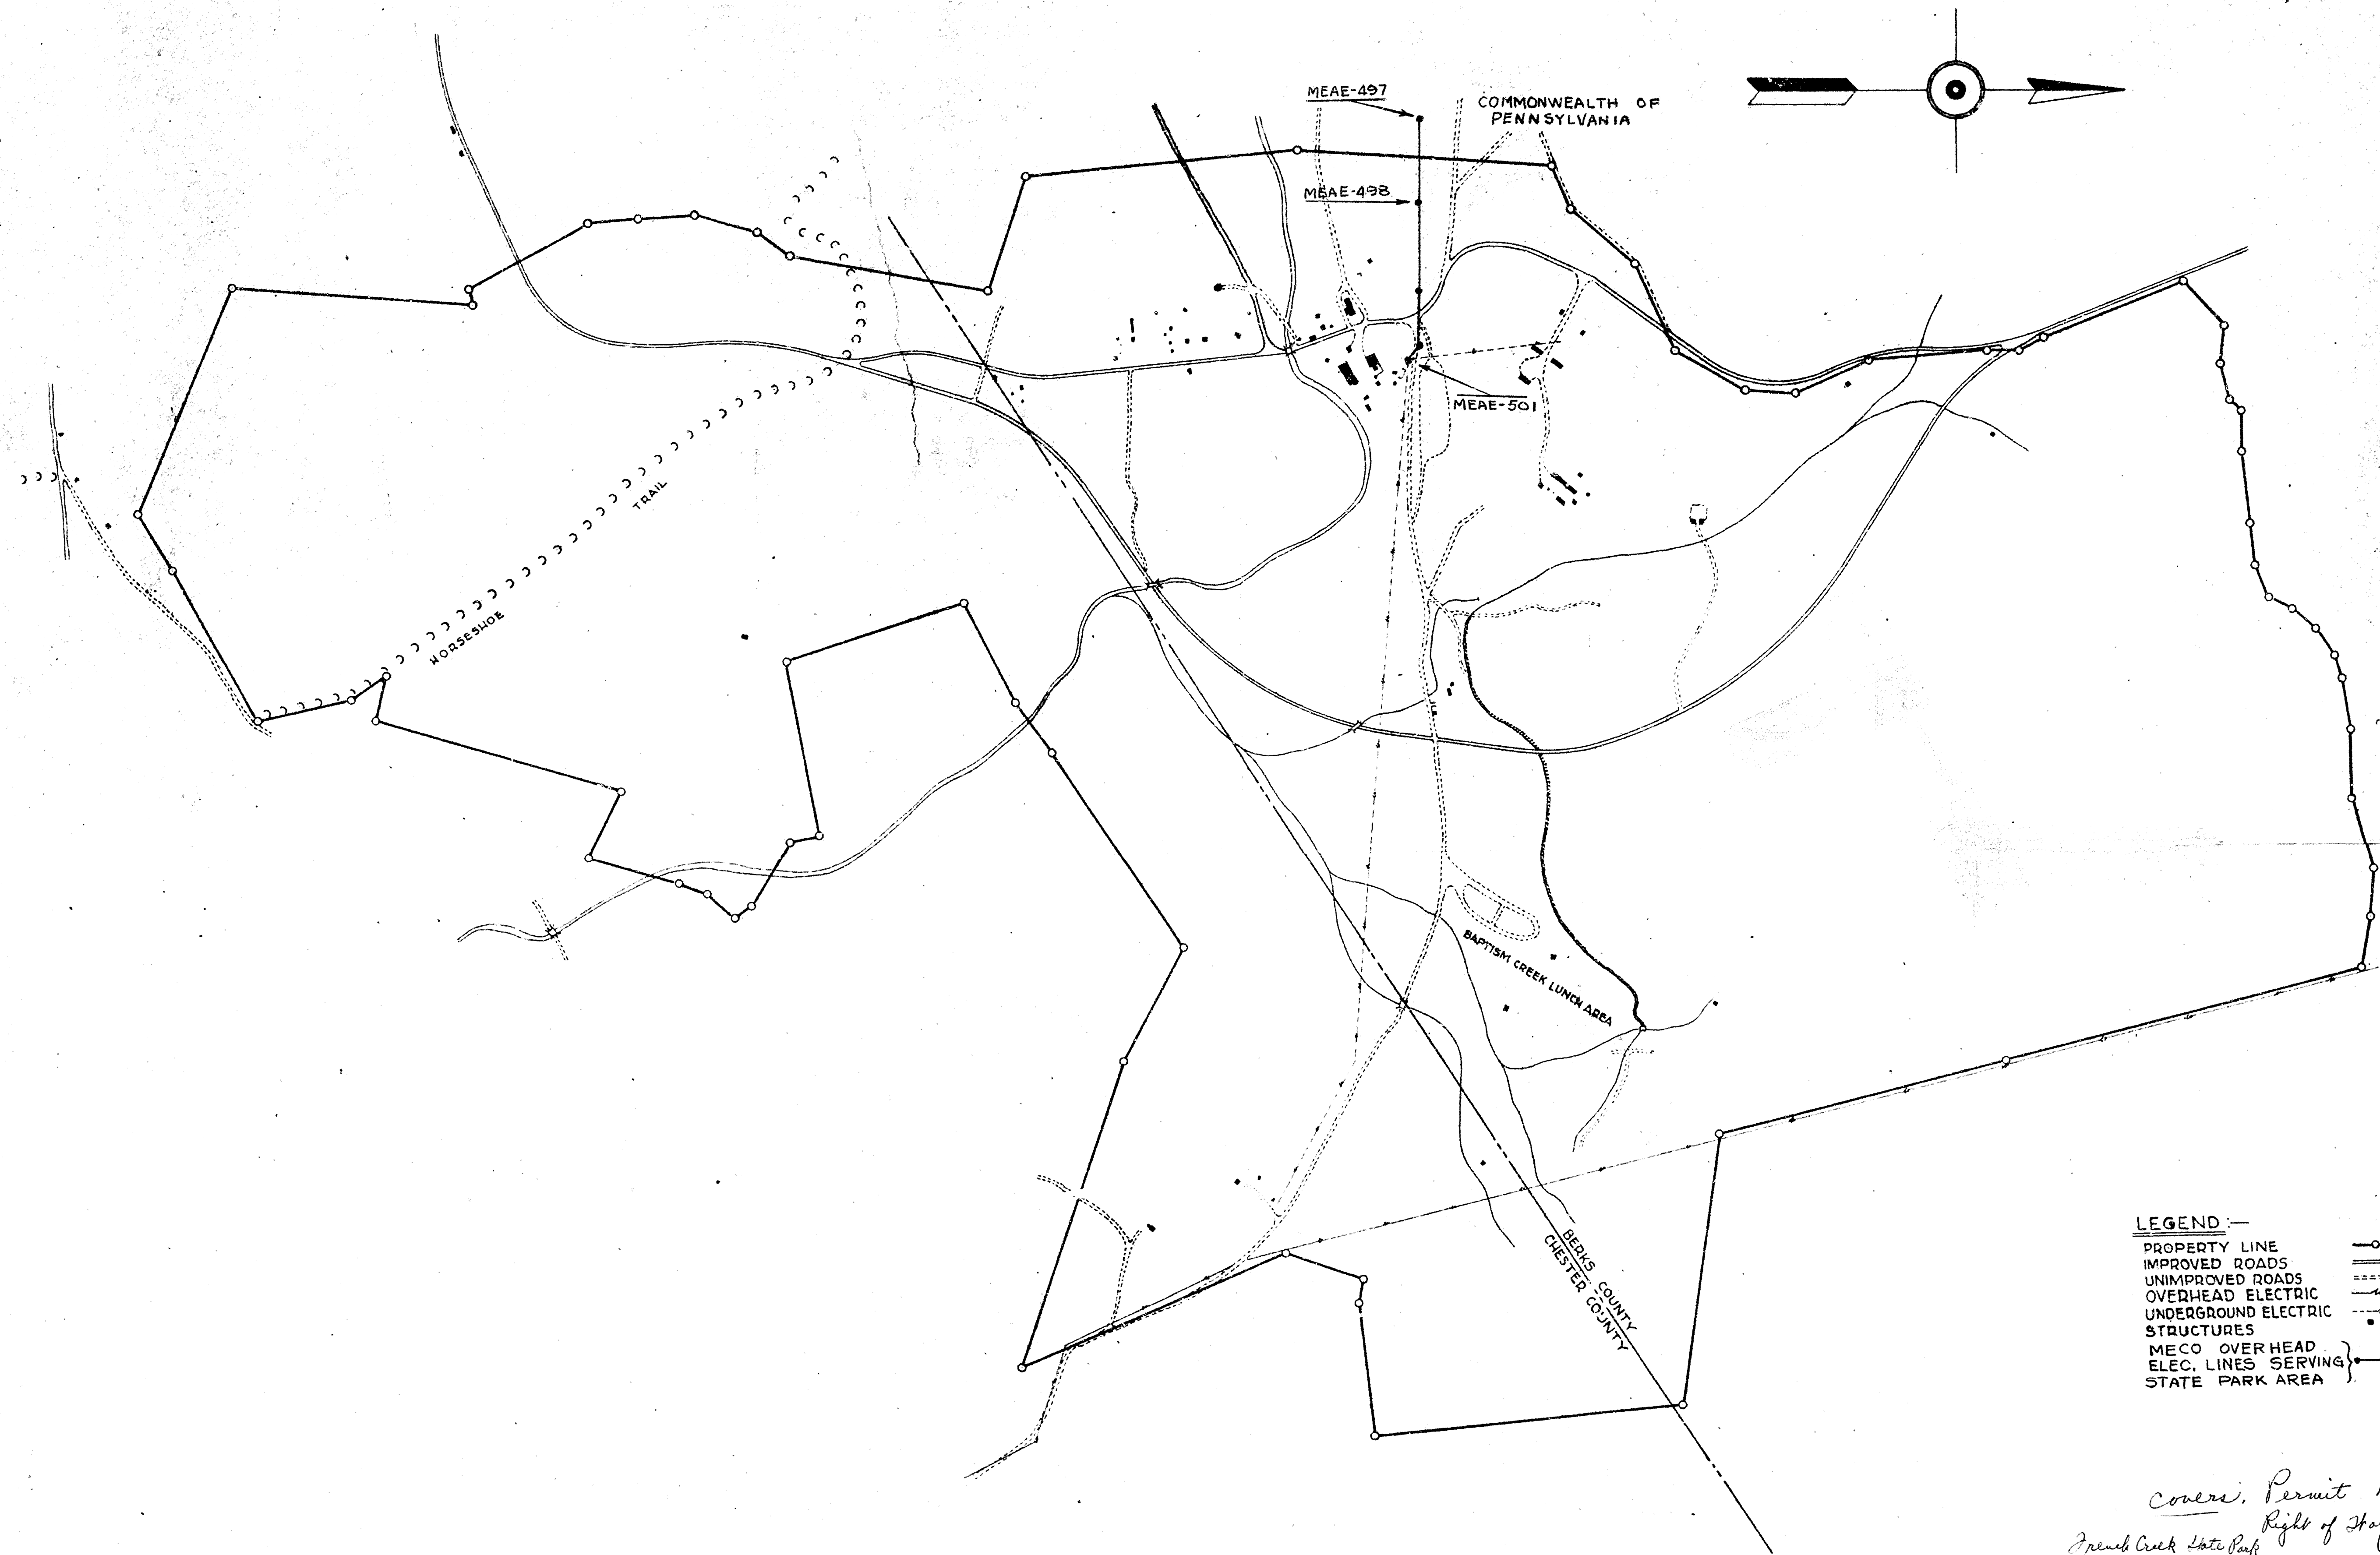 MEAE-497
COMMONWEALTH OF
PENNSYLVANIA
MEAE-498
MEAE-501
TRAIL
HORSESHOE
BAPTISM CREEK LUNCH AREA
BERKS COUNTY
CHESTER COUNTY
LEGEND:—
PROPERTY LINE
IMPROVED ROADS
UNIMPROVED ROADS
OVERHEAD ELECTRIC
UNDERGROUND ELECTRIC
STRUCTURES
MECO OVERHEAD
ELEC. LINES SERVING
STATE PARK AREA
Covers. Permit
Right of
French Creek State Park